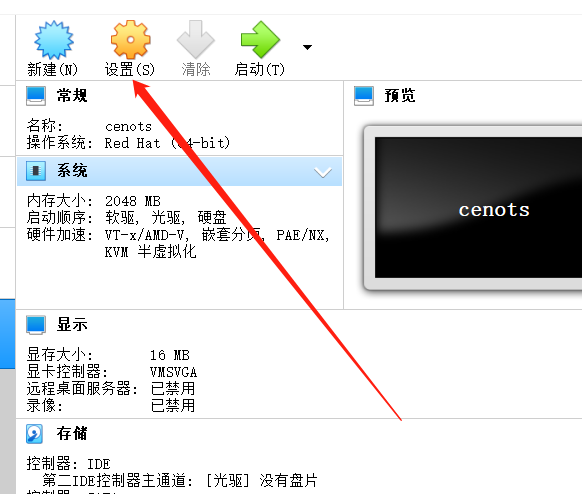 新建(N) 设置(S) 清除 启动(T)
常规
名称: cenots
操作系统: Red Hat (64-bit)
预览
cenots
系统
内存大小: 2048 MB
启动顺序: 软驱, 光驱, 硬盘
硬件加速: VT-x/AMD-V, 嵌套分页, PAE/NX,
KVM 半虚拟化
显示
显存大小: 16 MB
显卡控制器: VMSVGA
远程桌面服务器: 已禁用
录像: 已禁用
存储
控制器: IDE
第二IDE控制器主通道: [光驱] 没有盘片